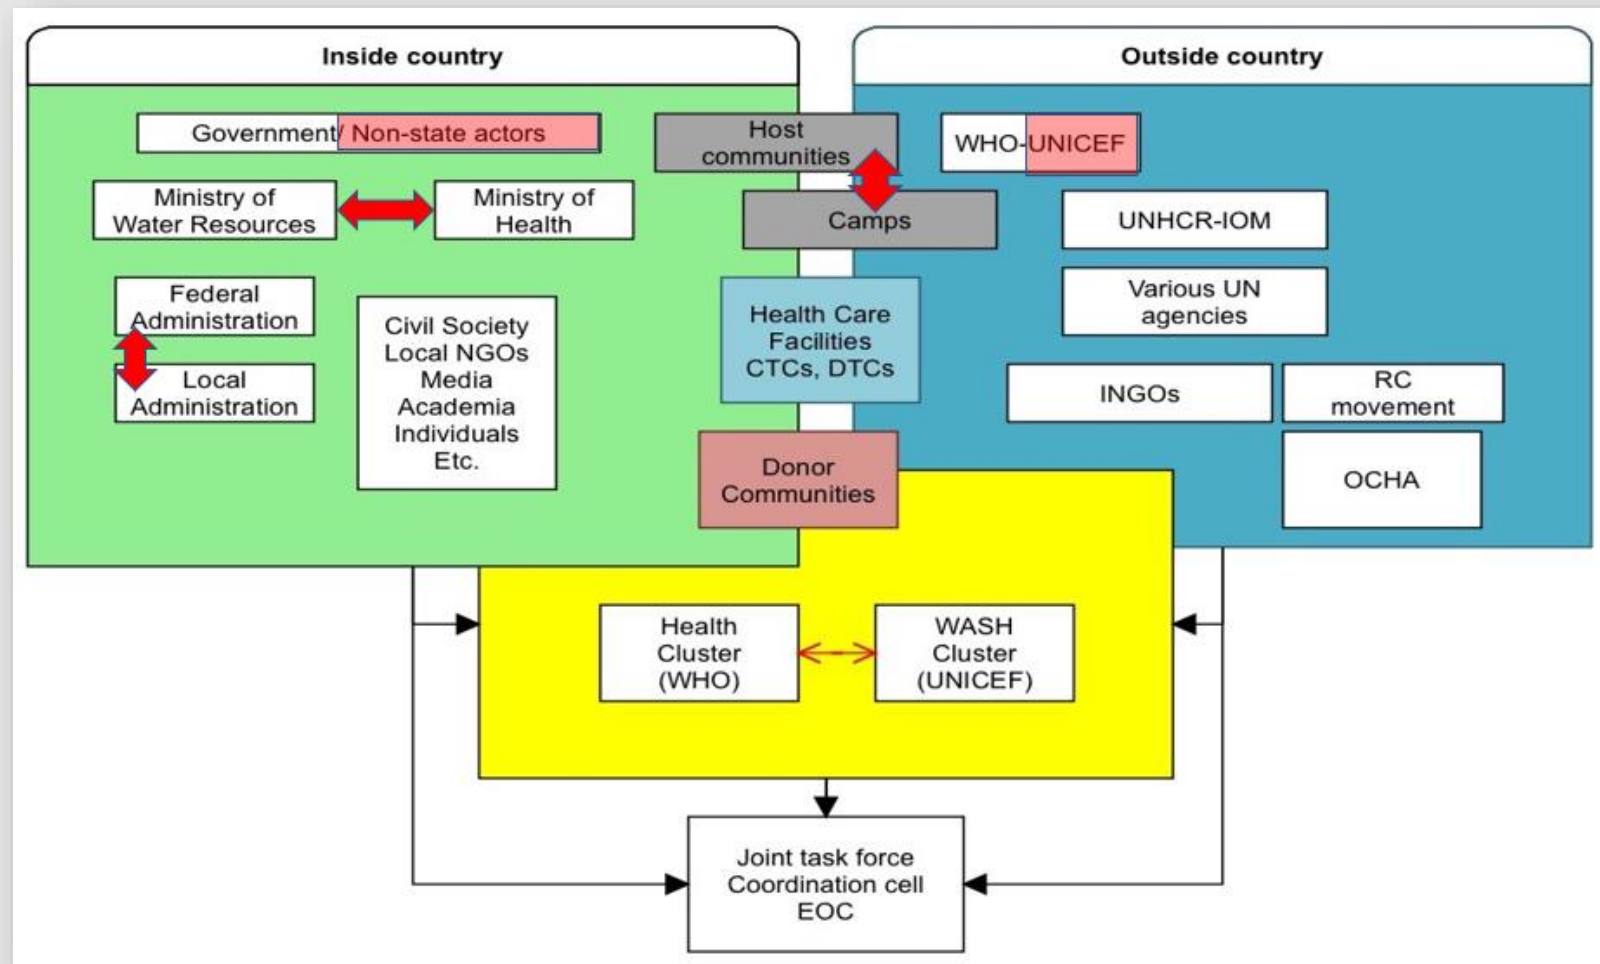 Inside country
Outside country
Government/ Non-state actors
Host
communities
WHO-UNICEF
Ministry of
Water Resources
Ministry of
Health
Camps
UNHCR-IOM
Federal
Administration
Civil Society
Local NGOs
Media
Academia
Individuals
Etc.
Health Care
Facilities
CTCs, DTCs
Various UN
agencies
Local
Administration
INGOs
RC
movement
Donor
Communities
OCHA
Health
Cluster
(WHO)
WASH
Cluster
(UNICEF)
Joint task force
Coordination cell
EOC